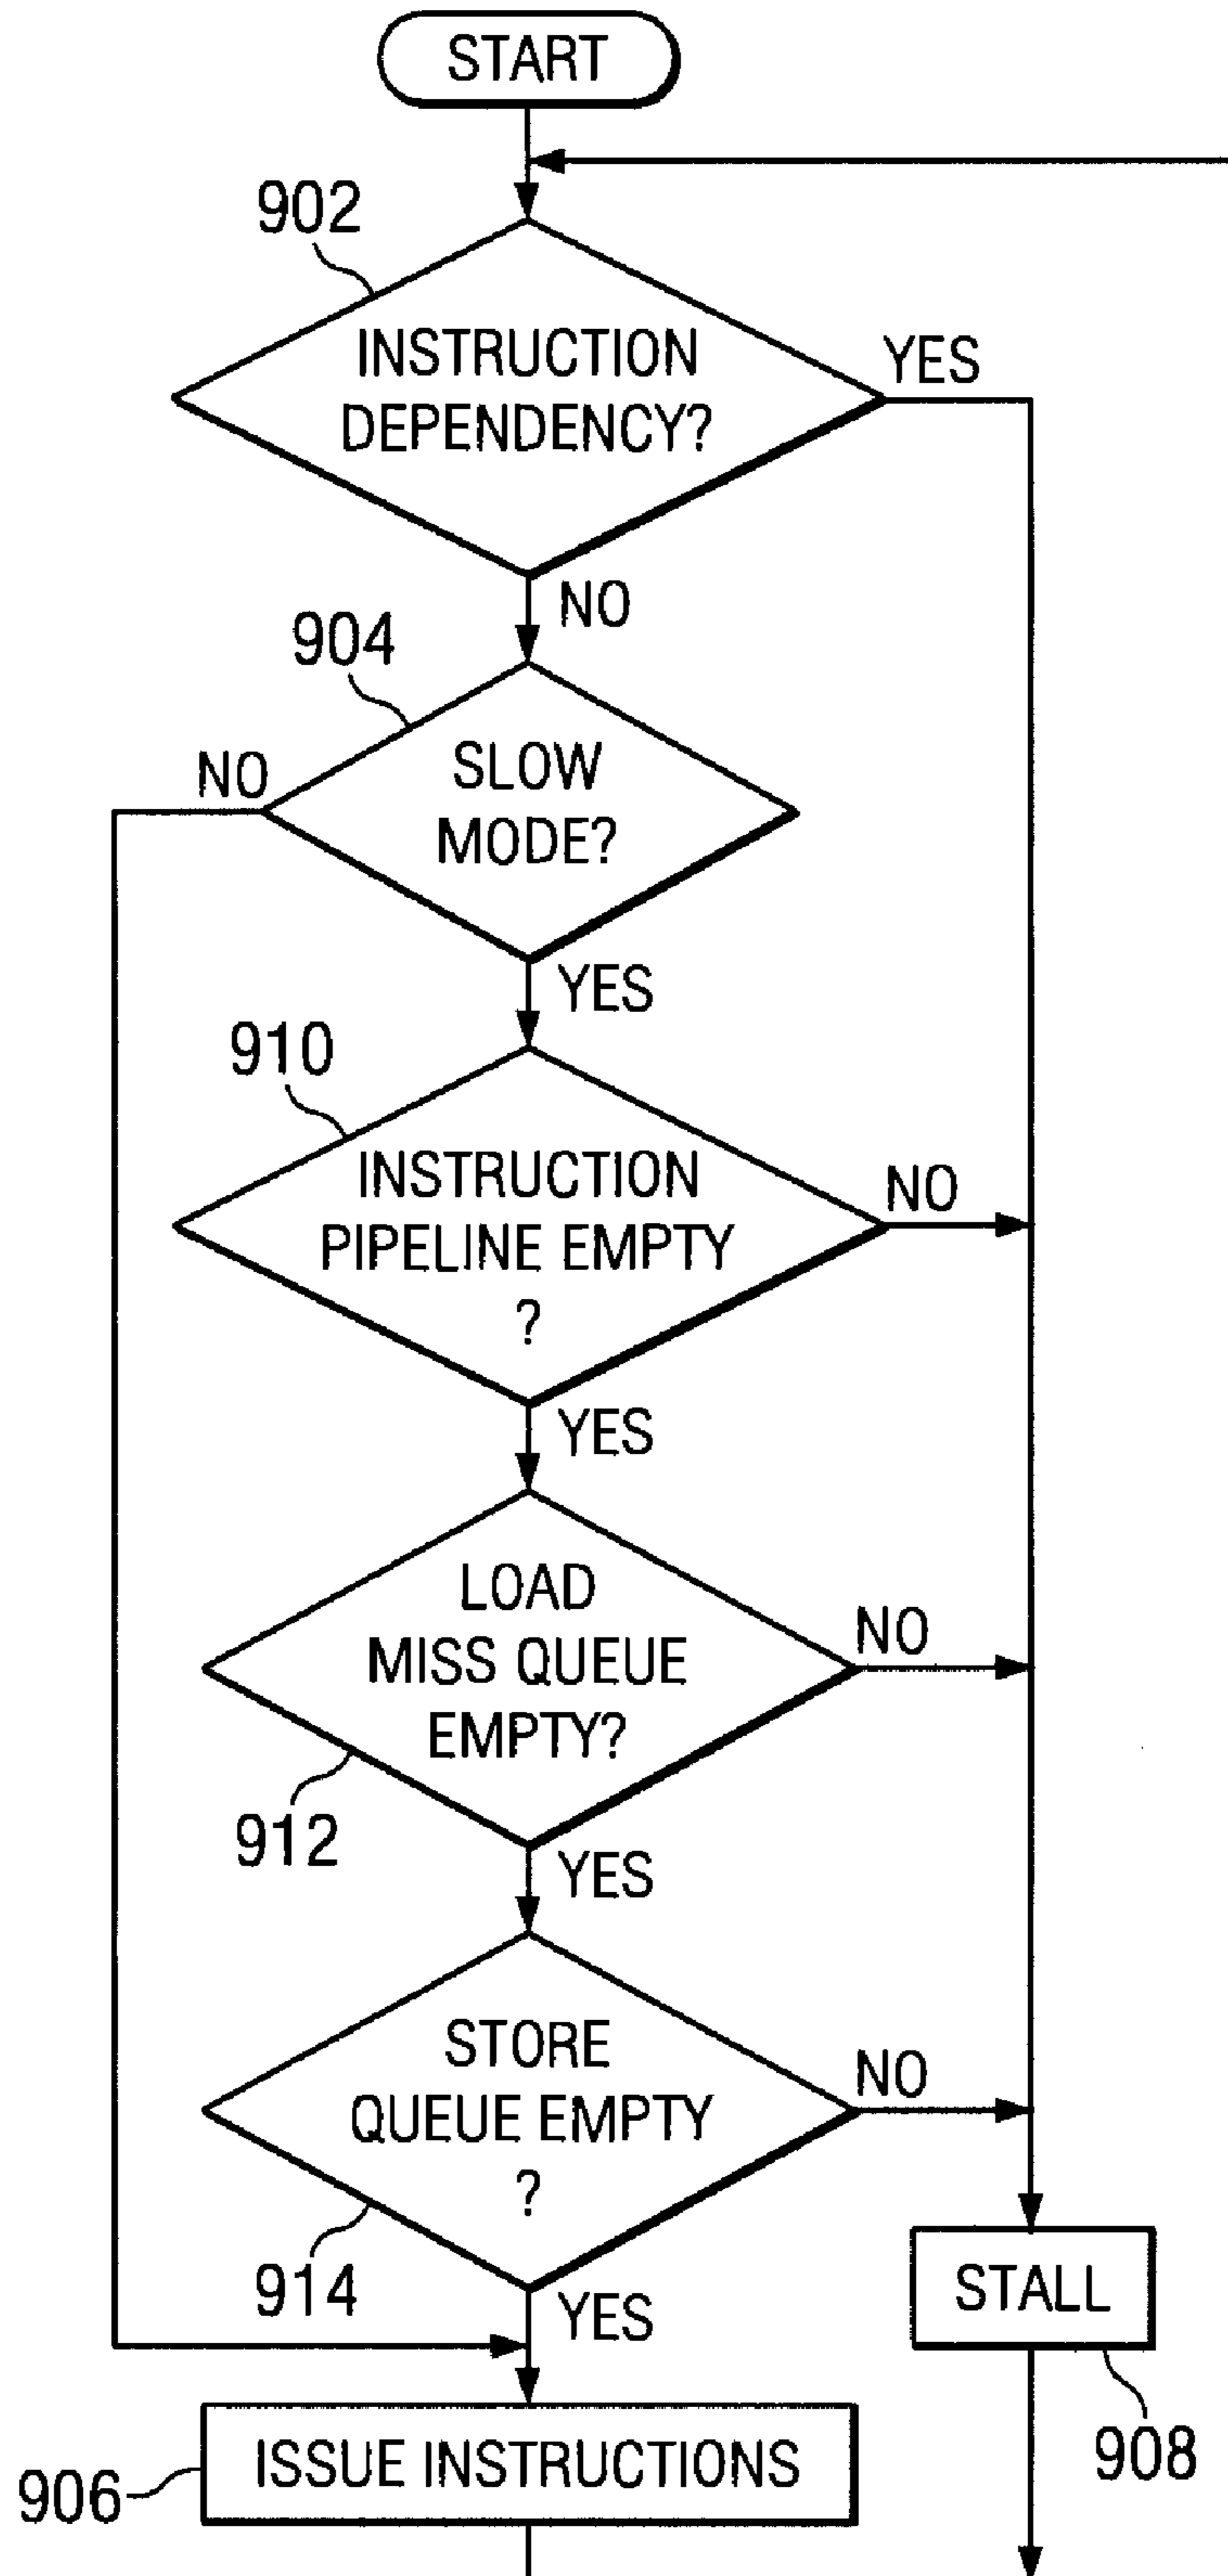 START
902
INSTRUCTION
DEPENDENCY?
YES
NO
904
SLOW
MODE?
NO
YES
910
INSTRUCTION
PIPELINE EMPTY
?
NO
YES
LOAD
MISS QUEUE
EMPTY?
NO
912
YES
STORE
QUEUE EMPTY
?
NO
914
YES
STALL
908
ISSUE INSTRUCTIONS
906